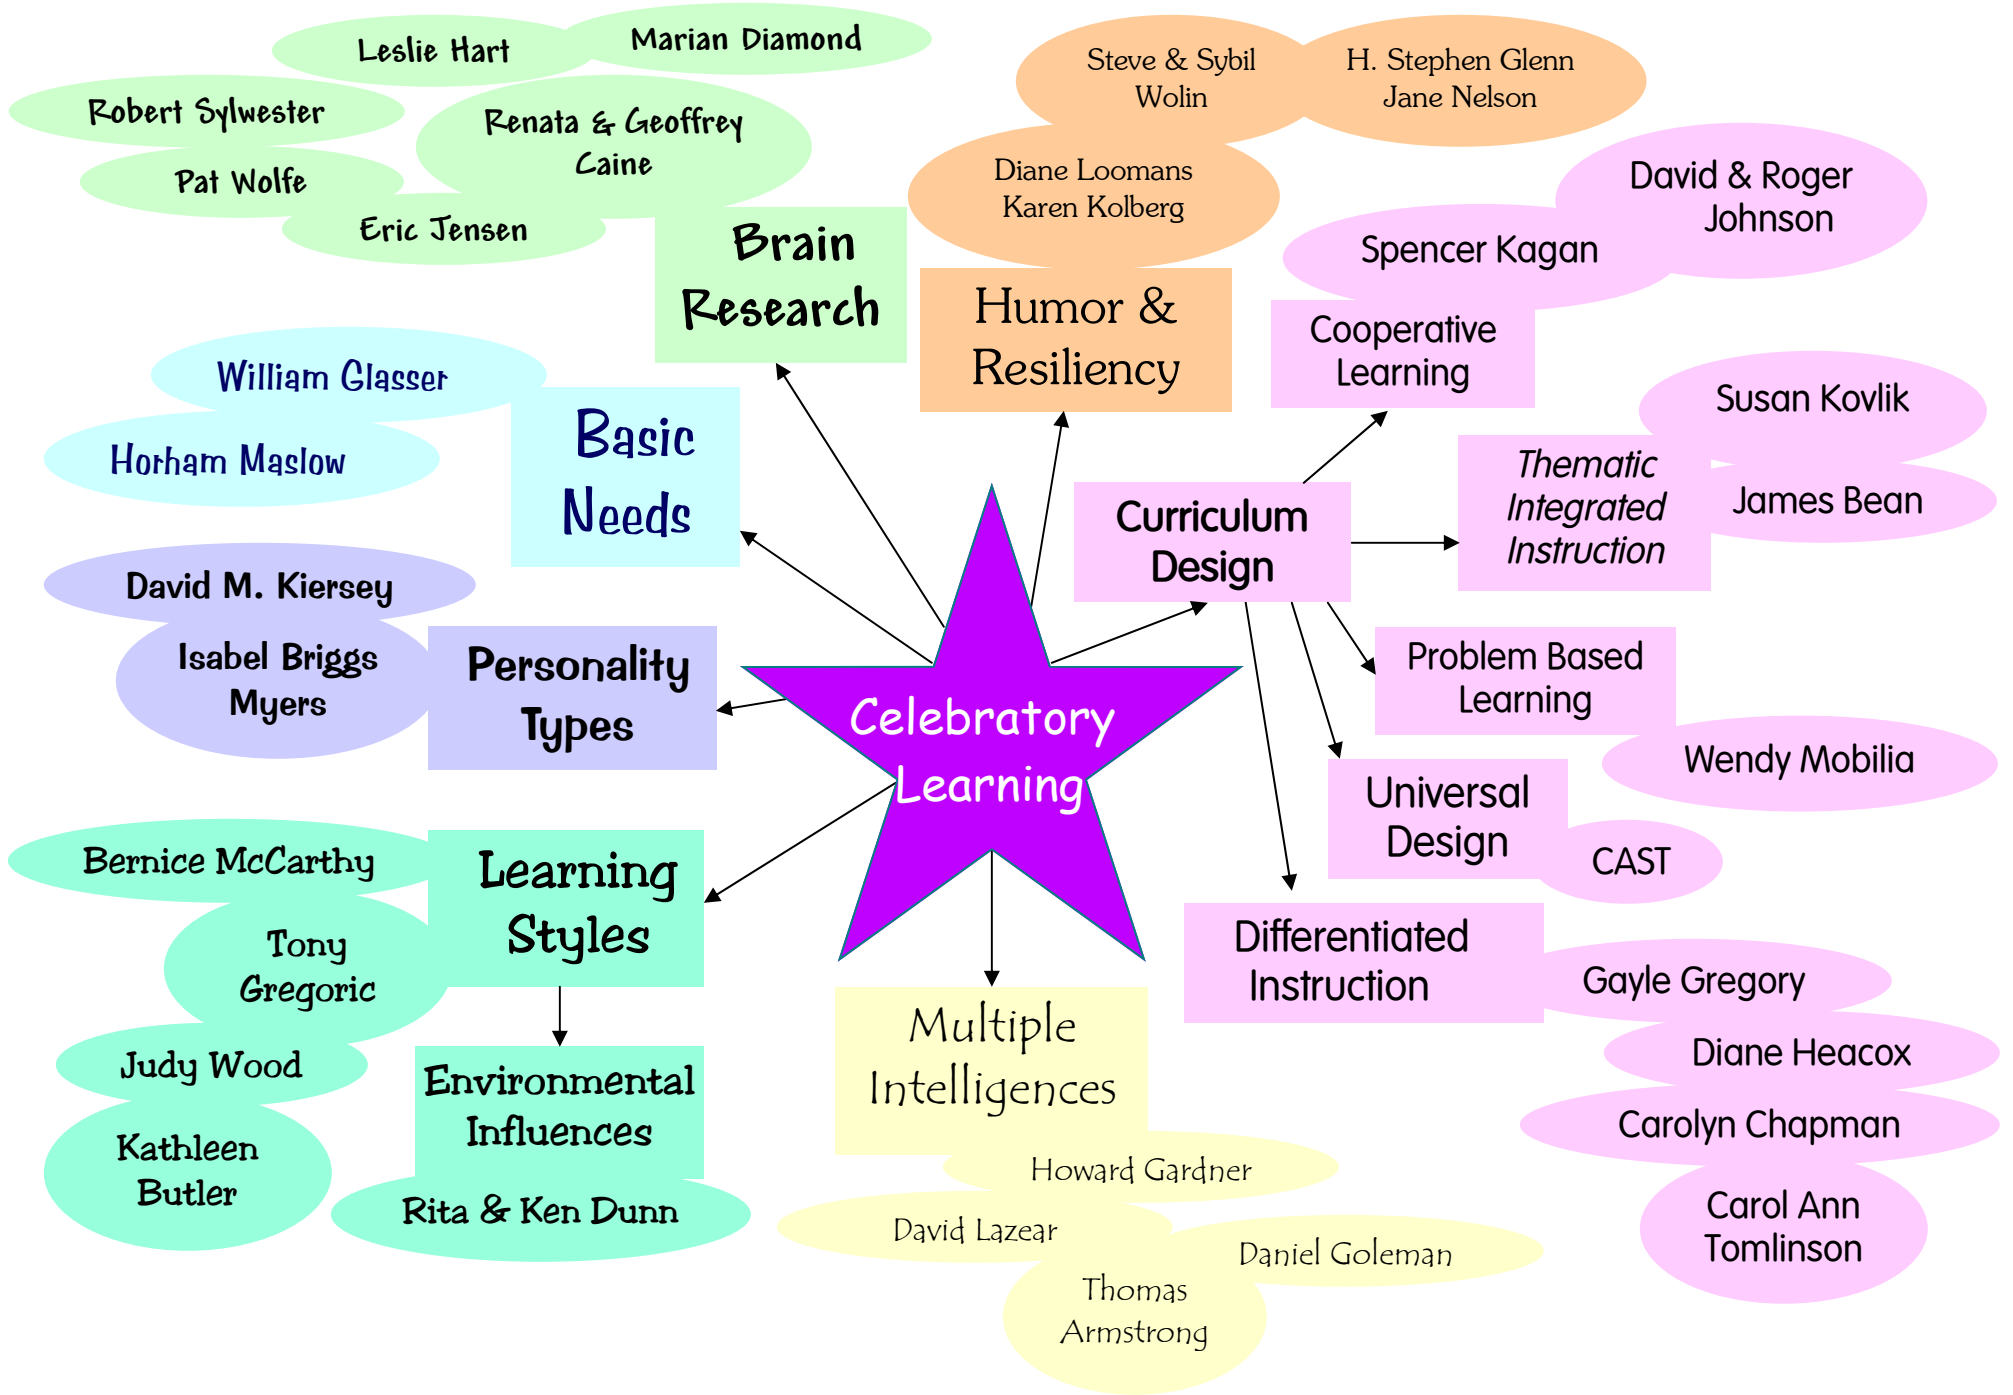 Leslie Hart
Marian Diamond
Robert Sylwester
Renata & Geoffrey
Caine
Pat Wolfe
Eric Jensen
Brain
Research
Steve & Sybil
Wolin
H. Stephen Glenn
Jane Nelson
Diane Loomans
Karen Kolberg
Humor &
Resiliency
David & Roger
Johnson
Spencer Kagan
Cooperative
Learning
William Glasser
Horham Maslow
Basic
Needs
Susan Kovlik
James Bean
Thematic
Integrated
Instruction
Curriculum
Design
David M. Kiersey
Isabel Briggs
Myers
Personality
Types
Celebratory
Learning
Problem Based
Learning
Wendy Mobilia
Universal
Design
CAST
Bernice McCarthy
Tony
Gregoric
Judy Wood
Kathleen
Butler
Learning
Styles
Environmental
Influences
Rita & Ken Dunn
Multiple
Intelligences
Howard Gardner
David Lazear
Daniel Goleman
Thomas
Armstrong
Differentiated
Instruction
Gayle Gregory
Diane Heacox
Carolyn Chapman
Carol Ann
Tomlinson